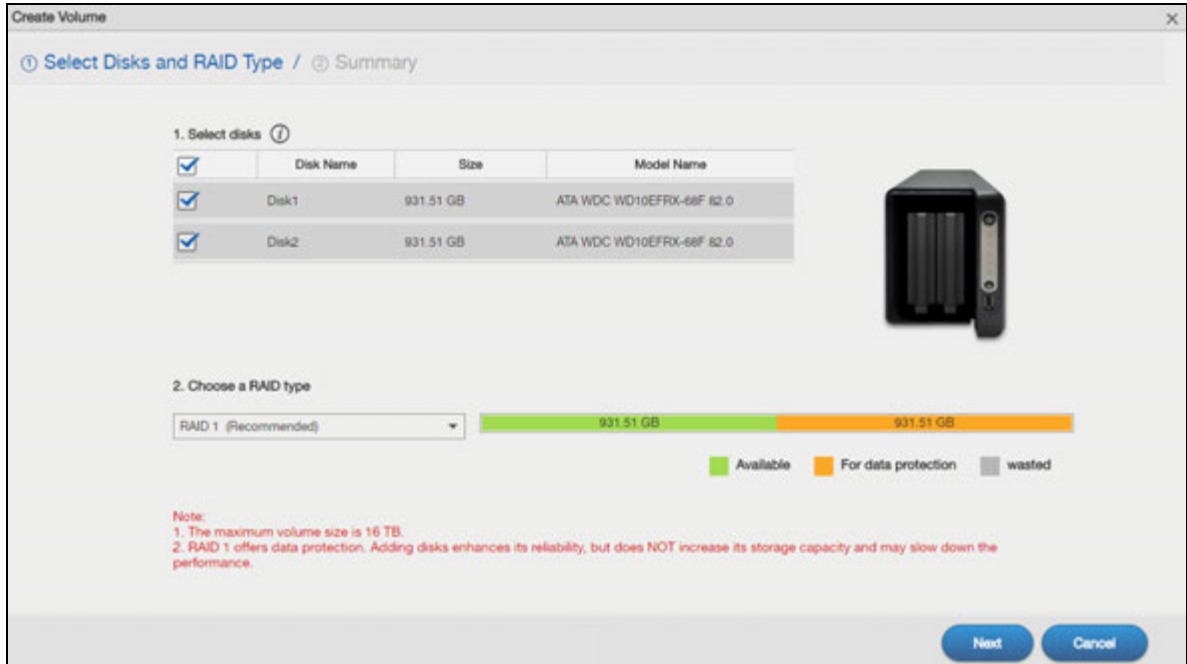 Create Volume
① Select Disks and RAID Type / ② Summary
1. Select disks
Disk Name Size Model Name
Disk1 931.51 GB ATA WDC WD10EFRX-68F 82.0
Disk2 931.51 GB ATA WDC WD10EFRX-68F 82.0
2. Choose a RAID type
RAID 1 (Recommended) 931.51 GB 931.51 GB
Available For data protection wasted
Note:
1. The maximum volume size is 16 TB.
2. RAID 1 offers data protection. Adding disks enhances its reliability, but does NOT increase its storage capacity and may slow down the
performance.
Next Cancel